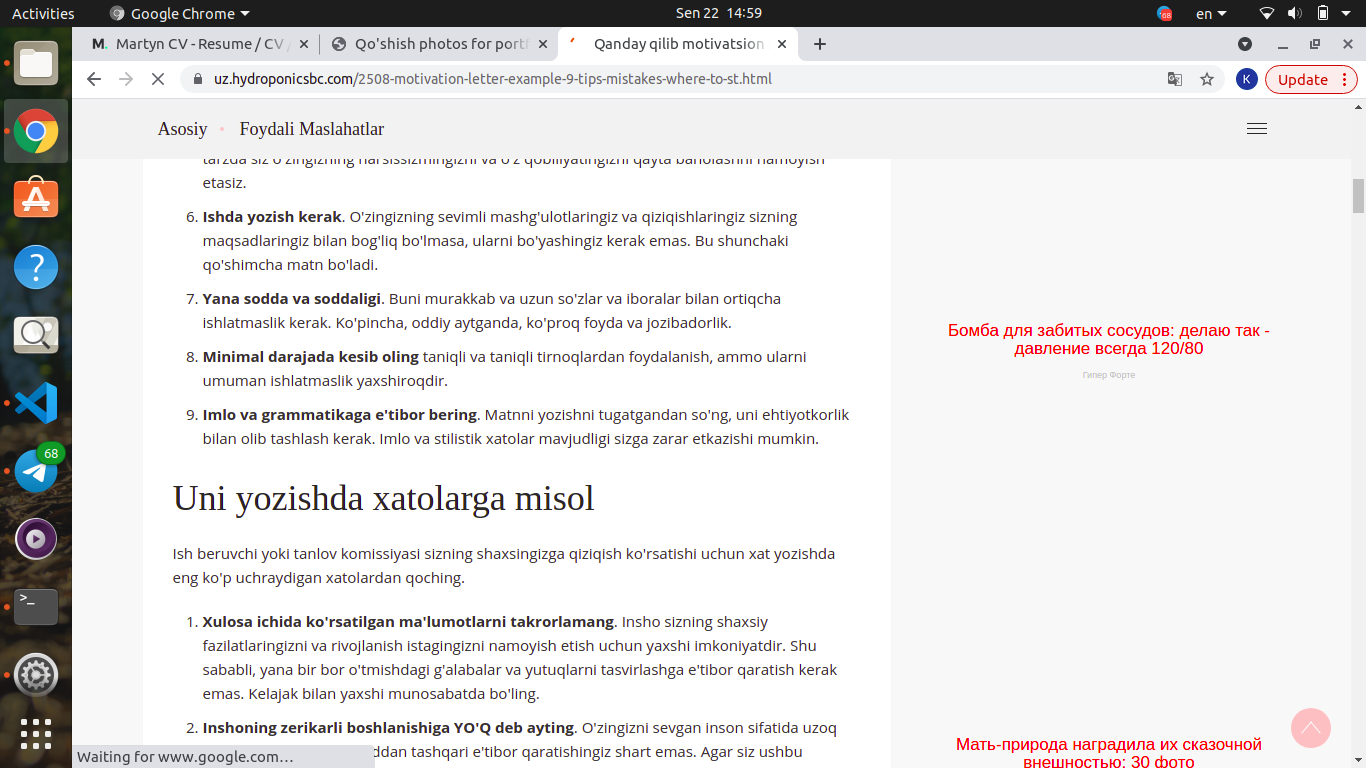 Activities
Google Chrome
Sen 22 14:59
68
en
M. Martyn CV - Resume / CV /
Qo'shish photos for portf
Qanday qilib motivatsion
uz.hydroponicsbc.com/2508-motivation-letter-example-9-tips-mistakes-where-to-st.html
K
Update
Asosiy
Foydali Maslahatlar
tarzda siz o'zingizning narsissizmingizni va o'z qobiliyatingizni qayta baholashni namoyish
etasiz.
6. Ishda yozish kerak. O'zingizning sevimli mashg'ulotlaringiz va qiziqishlaringiz sizning
maqsadlaringiz bilan bog'liq bo'lmasa, ularni bo'yashingiz kerak emas. Bu shunchaki
qo'shimcha matn bo'ladi.
7. Yana sodda va soddaligi. Buni murakkab va uzun so'zlar va iboralar bilan ortiqcha
ishlatmaslik kerak. Ko'pincha, oddiy aytganda, ko'proq foyda va jozibadorlik.
8. Minimal darajada kesib oling taniqli va taniqli tirnoqlardan foydalanish, ammo ularni
umuman ishlatmaslik yaxshiroqdir.
9. Imlo va grammatikaga e'tibor bering. Matnni yozishni tugatgandan so'ng, uni ehtiyotkorlik
bilan olib tashlash kerak. Imlo va stilistik xatolar mavjudligi sizga zarar etkazishi mumkin.
Uni yozishda xatolarga misol
Ish beruvchi yoki tanlov komissiyasi sizning shaxsingizga qiziqish ko'rsatishi uchun xat yozishda
eng ko'p uchraydigan xatolardan qoching.
1. Xulosa ichida ko'rsatilgan ma'lumotlarni takrorlamang. Insho sizning shaxsiy
fazilatlaringizni va rivojlanish istagingizni namoyish etish uchun yaxshi imkoniyatdir. Shu
sababli, yana bir bor o'tmishdagi g'alabalar va yutuqlarni tasvirlashga e'tibor qaratish kerak
emas. Kelajak bilan yaxshi munosabatda bo'ling.
2. Inshoning zerikarli boshlanishiga YO'Q deb ayting. O'zingizni sevgan inson sifatida uzoq
ddan tashqari e'tibor qaratishingiz shart emas. Agar siz ushbu
Бомба для забитых сосудов: делаю так -
давление всегда 120/80
Гипер Форте
Мать-природа наградила их сказочной
внешностью: 30 фото
68
Waiting for www.google.com…